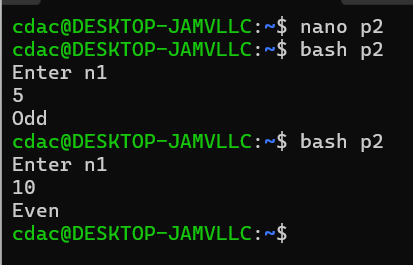 cdac@DESKTOP-JAMVLLC:~$ nano p2
cdac@DESKTOP-JAMVLLC:~$ bash p2
Enter n1
5
Odd
cdac@DESKTOP-JAMVLLC:~$ bash p2
Enter n1
10
Even
cdac@DESKTOP-JAMVLLC:~$